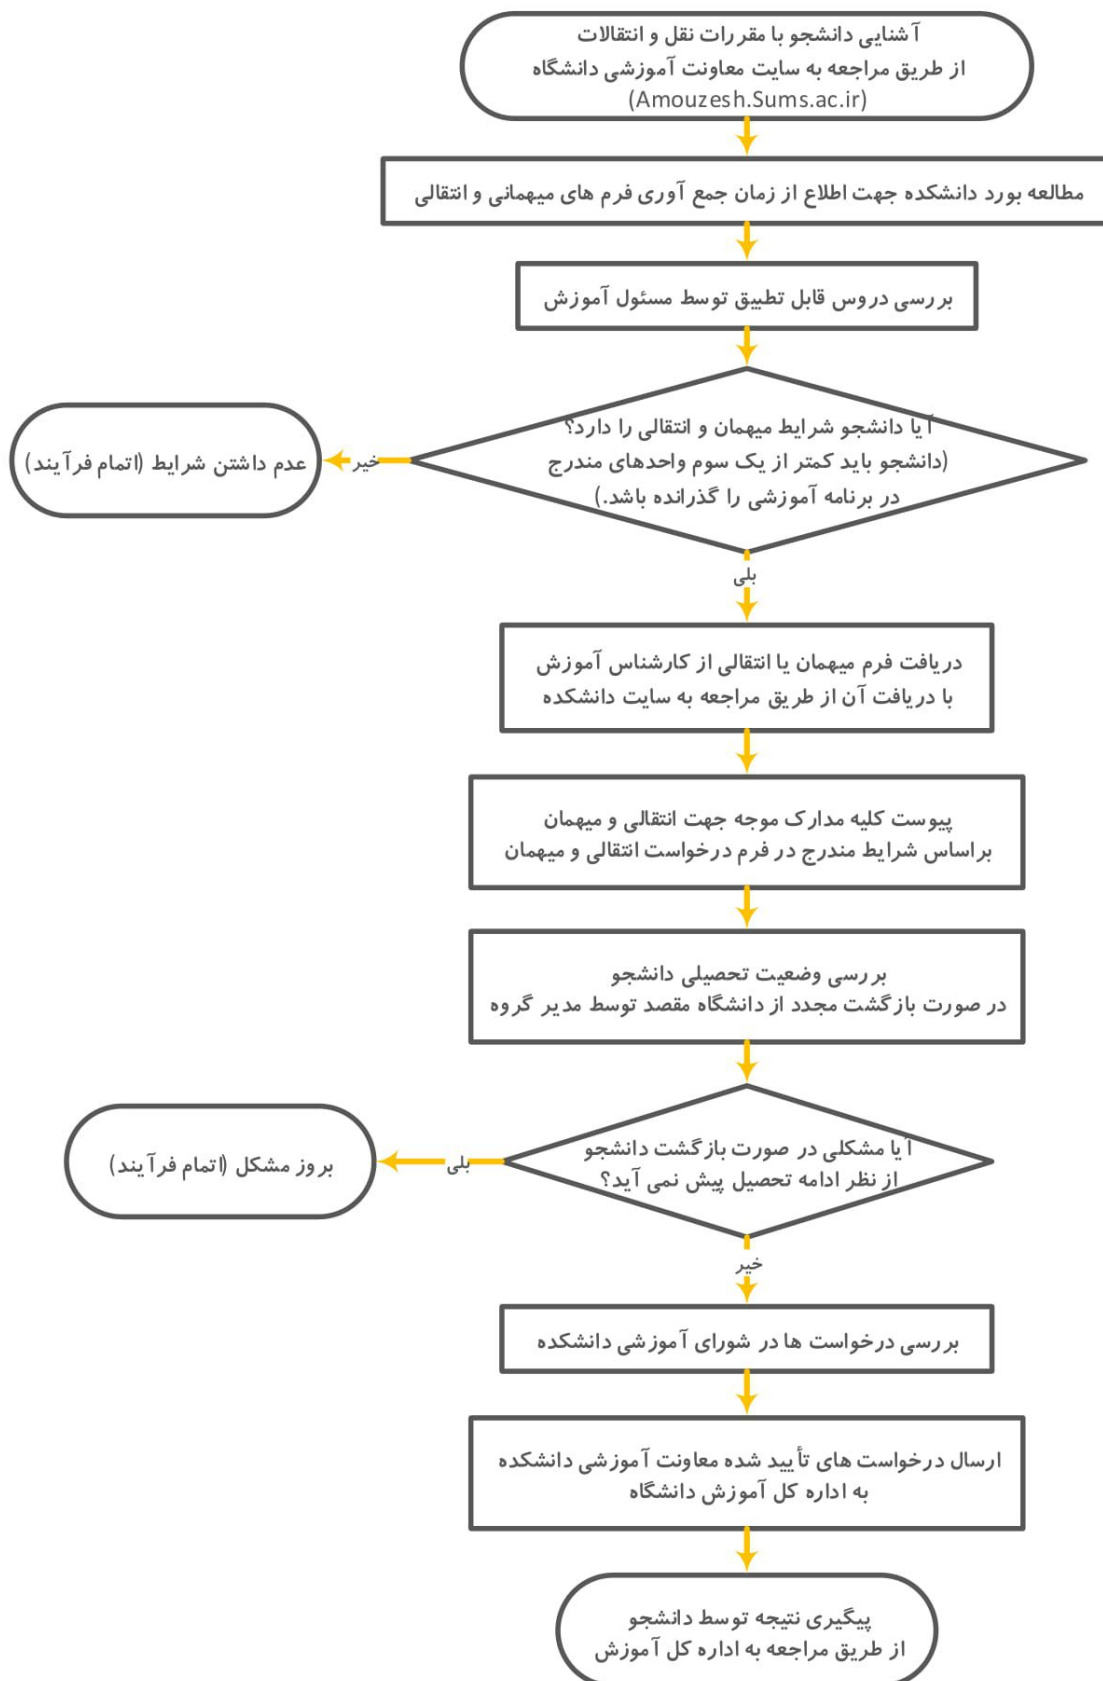 آشنایی دانشجو با مقررات نقل و انتقالات
از طریق مراجعه به سایت معاونت آموزشی دانشگاه
(Amouzesh.Sums.ac.ir)
مطالعه بورد دانشکده جهت اطلاع از زمان جمع آوری فرم های میهمانی و انتقالی
بررسی دروس قابل تطبیق توسط مسئول آموزش
آیا دانشجو شرایط میهمان و انتقالی را دارد؟
(دانشجو باید کمتر از یک سوم واحدهای مندرج
در برنامه آموزشی را گذرانده باشد.)
خیر
عدم داشتن شرایط (اتمام فرآیند)
بلی
دریافت فرم میهمان یا انتقالی از کارشناس آموزش
با دریافت آن از طریق مراجعه به سایت دانشکده
پیوست کلیه مدارک موجه جهت انتقالی و میهمان
براساس شرایط مندرج در فرم درخواست انتقالی و میهمان
بررسی وضعیت تحصیلی دانشجو
در صورت بازگشت مجدد از دانشگاه مقصد توسط مدیر گروه
آیا مشکلی در صورت بازگشت دانشجو
از نظر ادامه تحصیل پیش نمی آید؟
بلی
بروز مشکل (اتمام فرآیند)
خیر
بررسی درخواست ها در شورای آموزشی دانشکده
ارسال درخواست های تأیید شده معاونت آموزشی دانشکده
به اداره کل آموزش دانشگاه
پیگیری نتیجه توسط دانشجو
از طریق مراجعه به اداره کل آموزش